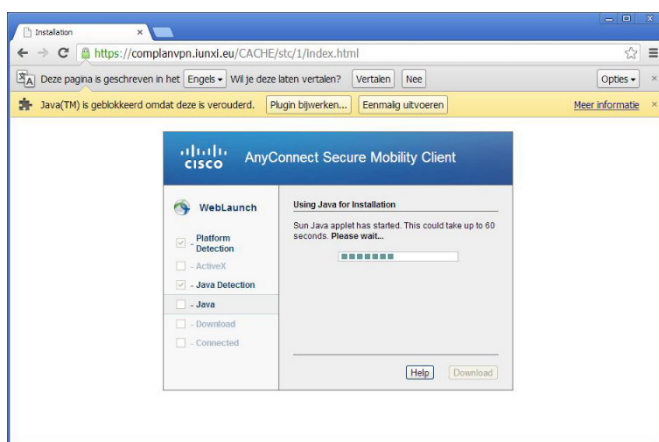 Installation
https://complanvpn.iunxi.eu/CACHE/stc/1/index.html
Deze pagina is geschreven in het Engels Wil je deze laten vertalen? Vertalen Nee Opties
Java(TM) is geblokkeerd omdat deze is verouderd. Plugin bijwerken... Eenmalig uitvoeren Meer informatie
CISCO AnyConnect Secure Mobility Client
WebLaunch
- Platform
Detection
- ActiveX
- Java Detection
- Java
- Download
- Connected
Using Java for Installation
Sun Java applet has started. This could take up to 60
seconds. Please wait...
Help Download